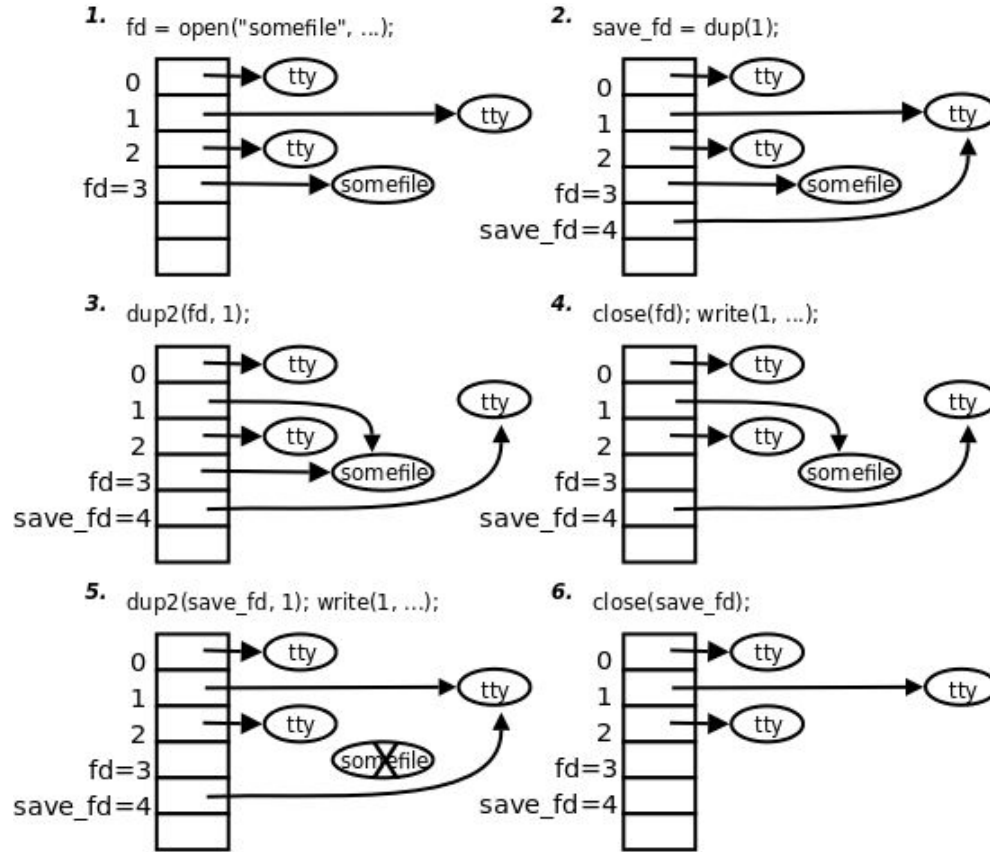 1. fd = open("somefile", ...);
0 tty
1 tty
2 tty
fd=3 somefile
2. save_fd = dup(1);
0 tty
1 tty
2 tty
fd=3 somefile
save_fd=4
3. dup2(fd, 1);
0 tty
1 tty
2 tty
fd=3 somefile
save_fd=4
4. close(fd); write(1, ...);
0 tty
1 tty
2 tty
fd=3 somefile
save_fd=4
5. dup2(save_fd, 1); write(1, ...);
0 tty
1 tty
2 tty
fd=3 somefile
save_fd=4
6. close(save_fd);
0 tty
1 tty
2 tty
fd=3
save_fd=4